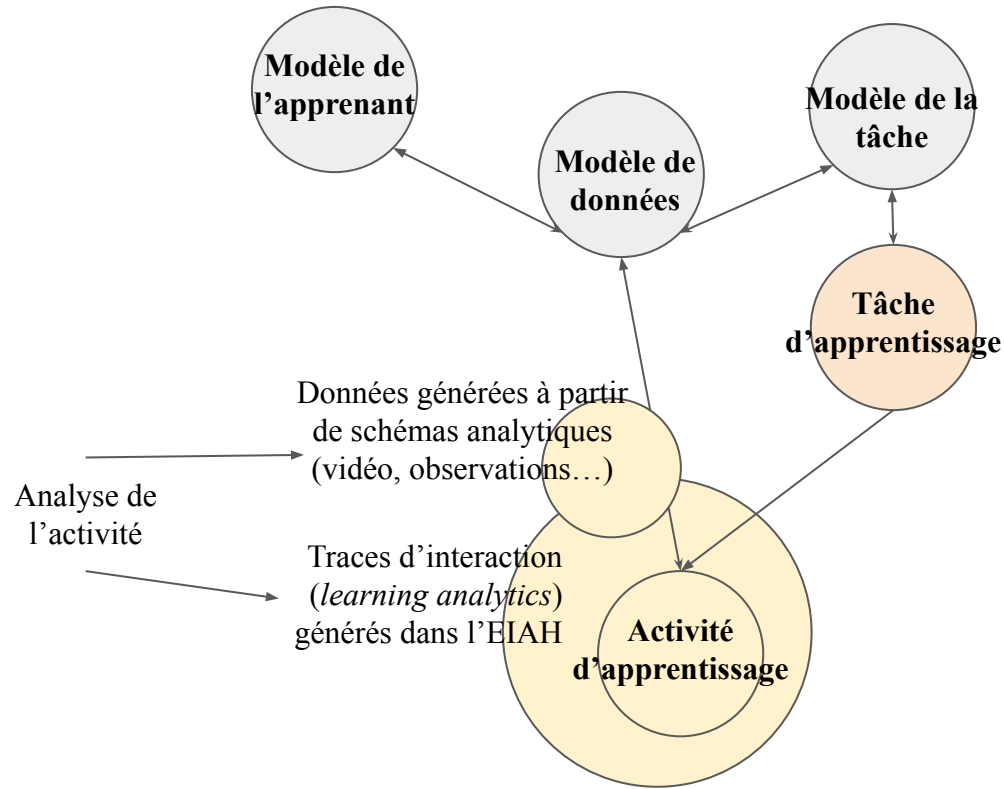 Modèle de
l’apprenant
Modèle de
données
Modèle de la
tâche
Tâche
d’apprentissage
Données générées à partir
de schémas analytiques
(vidéo, observations…)
Analyse de
l’activité
Traces d’interaction
(learning analytics)
générés dans l’EIAH
Activité
d’apprentissage